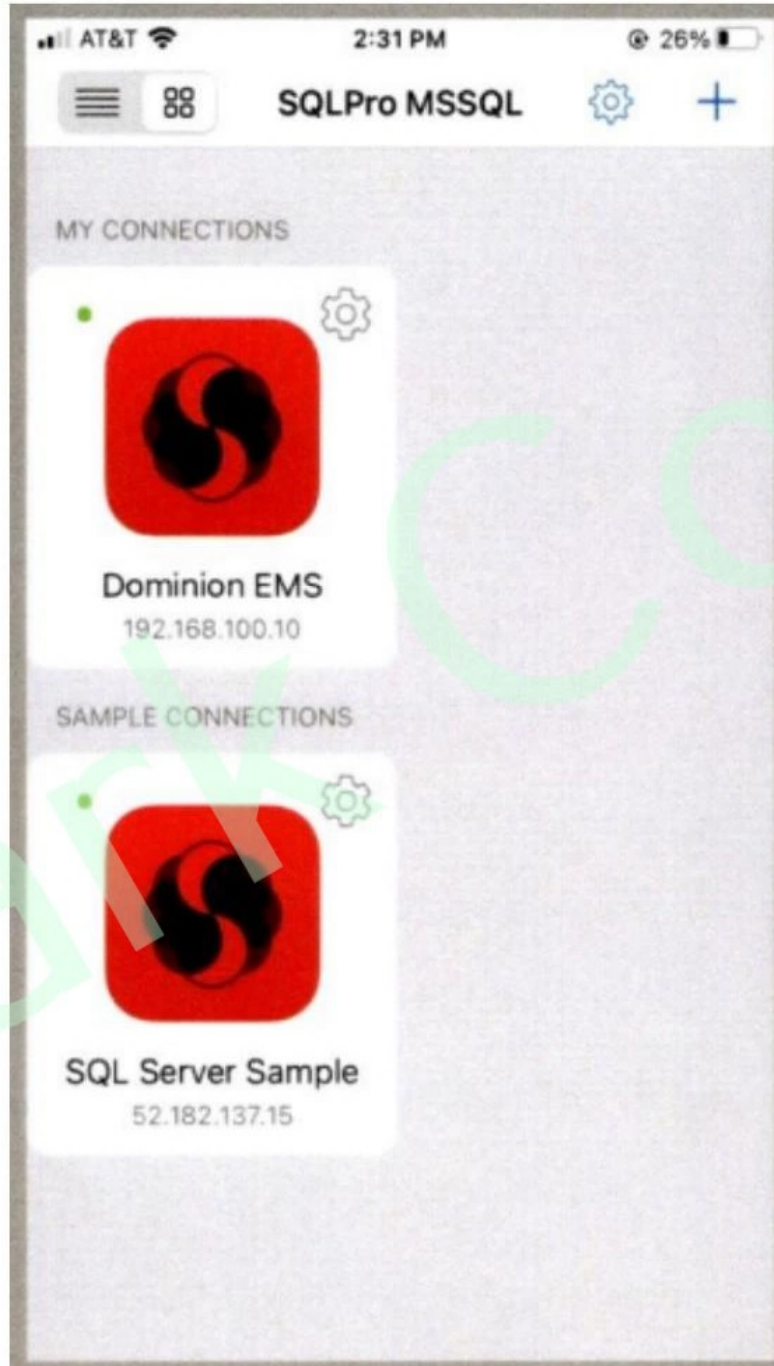 AT&T 2:31 PM 26%
SQLPro MSSQL
MY CONNECTIONS
Dominion EMS
192.168.100.10
SAMPLE CONNECTIONS
SQL Server Sample
52.182.137.15